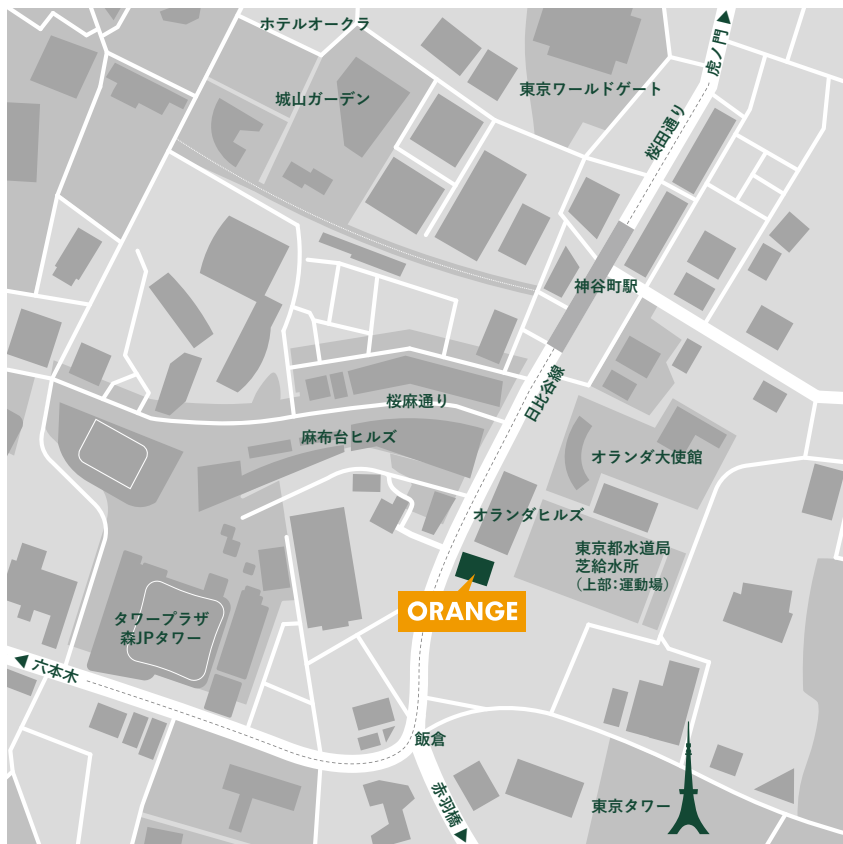 ホテルオークラ
虎ノ門
城山ガーデン
東京ワールドゲート
桜田通り
神谷町駅
日比谷線
桜麻通り
麻布台ヒルズ
オランダ大使館
オランダヒルズ
東京都水道局
芝給水所
（上部：運動場）
ORANGE
タワープラザ
森JPタワー
六本木
飯倉
赤羽橋
東京タワー